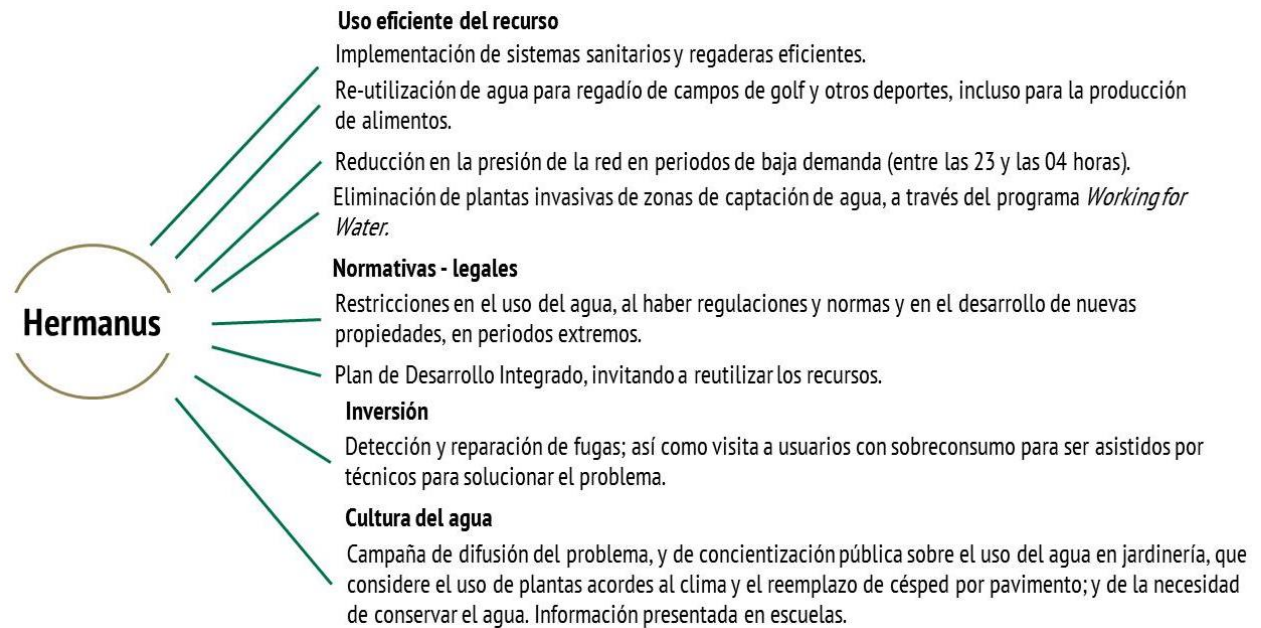 Uso eficiente del recurso
Implementación de sistemas sanitarios y regaderas eficientes.
Re-utilización de agua para regadío de campos de golf y otros deportes, incluso para la producción
de alimentos.
Reducción en la presión de la red en periodos de baja demanda (entre las 23 y las 04 horas).
Eliminación de plantas invasivas de zonas de captación de agua, a través del programa Working for
Water.
Normativas - legales
Restricciones en el uso del agua, al haber regulaciones y normas y en el desarrollo de nuevas
propiedades, en periodos extremos.
Hermanus
Plan de Desarrollo Integrado, invitando a reutilizar los recursos.
Inversión
Detección y reparación de fugas; así como visita a usuarios con sobreconsumo para ser asistidos por
técnicos para solucionar el problema.
Cultura del agua
Campaña de difusión del problema, y de concientización pública sobre el uso del agua en jardinería, que
considere el uso de plantas acordes al clima y el reemplazo de césped por pavimento; y de la necesidad
de conservar el agua. Información presentada en escuelas.